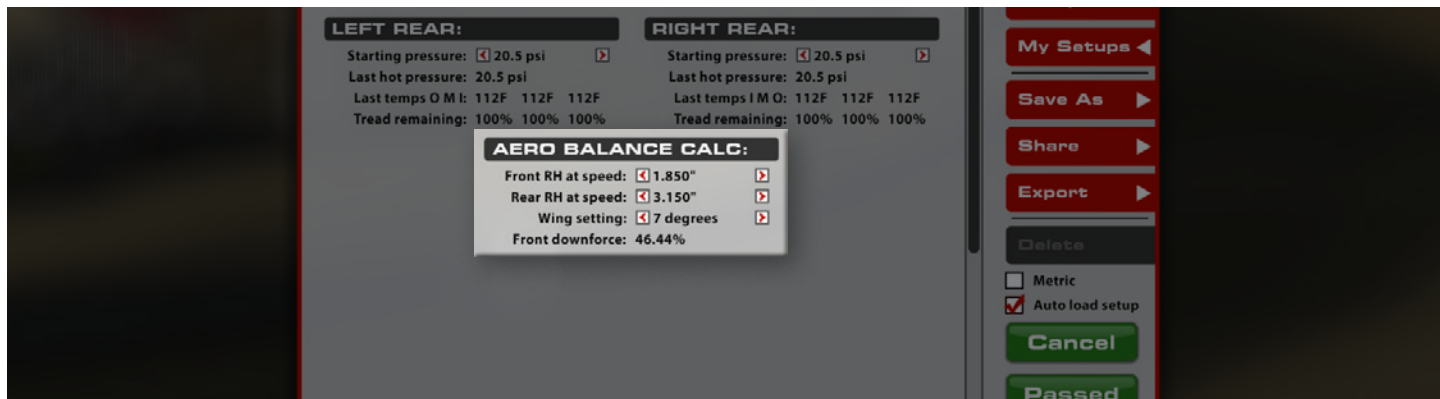 LEFT REAR:
Starting pressure: 20.5 psi
Last hot pressure: 20.5 psi
Last temps O M I: 112F 112F 112F
Tread remaining: 100% 100% 100%
RIGHT REAR:
Starting pressure: 20.5 psi
Last hot pressure: 20.5 psi
Last temps I M O: 112F 112F 112F
Tread remaining: 100% 100% 100%
AERO BALANCE CALC:
Front RH at speed: 1.850"
Rear RH at speed: 3.150"
Wing setting: 7 degrees
Front downforce: 46.44%
My Setups
Save As
Share
Export
Delete
Metric
Auto load setup
Cancel
Passed